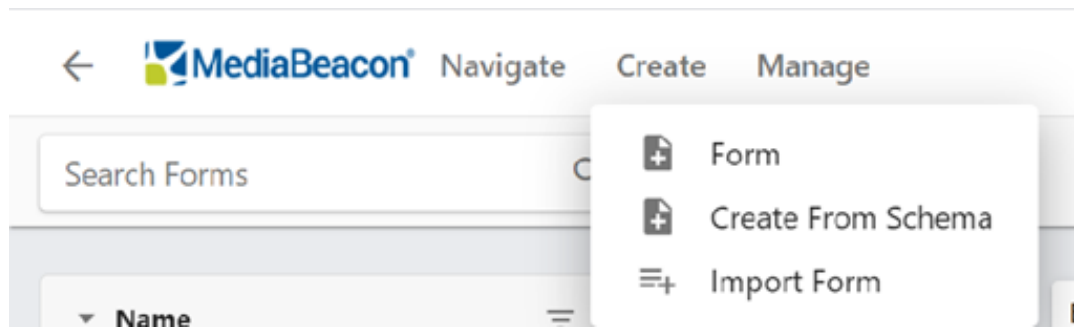 MediaBeacon® Navigate Create Manage
Search Forms
Form
Create From Schema
Import Form
Name